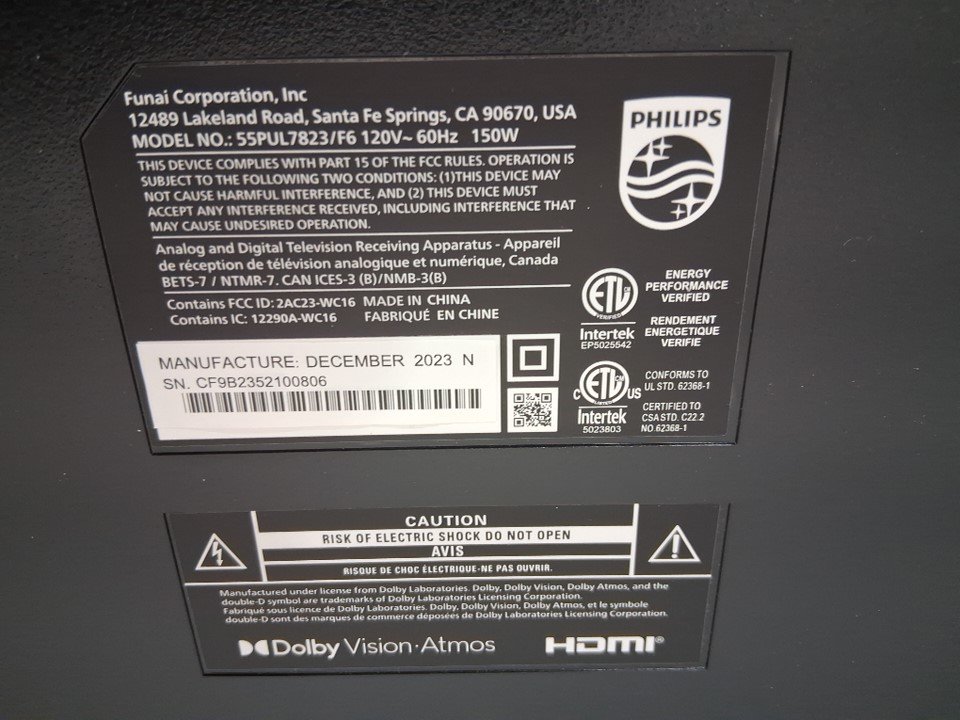 Funai Corporation, Inc
12489 Lakeland Road, Santa Fe Springs, CA 90670, USA
MODEL NO.: 55PUL7823/F6 120V~ 60Hz 150W
THIS DEVICE COMPLIES WITH PART 15 OF THE FCC RULES. OPERATION IS
SUBJECT TO THE FOLLOWING TWO CONDITIONS: (1)THIS DEVICE MAY
NOT CAUSE HARMFUL INTERFERENCE, AND (2) THIS DEVICE MUST
ACCEPT ANY INTERFERENCE RECEIVED, INCLUDING INTERFERENCE THAT
MAY CAUSE UNDESIRED OPERATION.
Analog and Digital Television Receiving Apparatus - Appareil
de réception de télévision analogique et numérique, Canada
BETS-7 / NTMR-7. CAN ICES-3 (B)/NMB-3(B)
Contains FCC ID: 2AC23-WC16 MADE IN CHINA
Contains IC: 12290A-WC16 FABRIQUÉ EN CHINE
MANUFACTURE: DECEMBER 2023 N
SN. CF9B2352100806
PHILIPS
ETL
VERIFIED
Intertek
EP5025542
ENERGY
PERFORMANCE
VERIFIED
RENDEMENT
ENERGETIQUE
VERIFIE
C ETL CM US
LISTED
Intertek
5023803
CONFORMS TO
UL STD. 62368-1
CERTIFIED TO
CSA STD. C22.2
NO.62368-1
CAUTION
RISK OF ELECTRIC SHOCK DO NOT OPEN
AVIS
RISQUE DE CHOC ÉLECTRIQUE-NE PAS OUVRIR.
Manufactured under license from Dolby Laboratories. Dolby, Dolby Vision, Dolby Atmos, and the
double-D symbol are trademarks of Dolby Laboratories Licensing Corporation.
Fabriqué sous licence de Dolby Laboratories. Dolby, Dolby Vision, Dolby Atmos, et le symbole
double-D sont des marques de commerce déposées de Dolby Laboratories Licensing Corporation.
Dolby Vision·Atmos
HDMI®